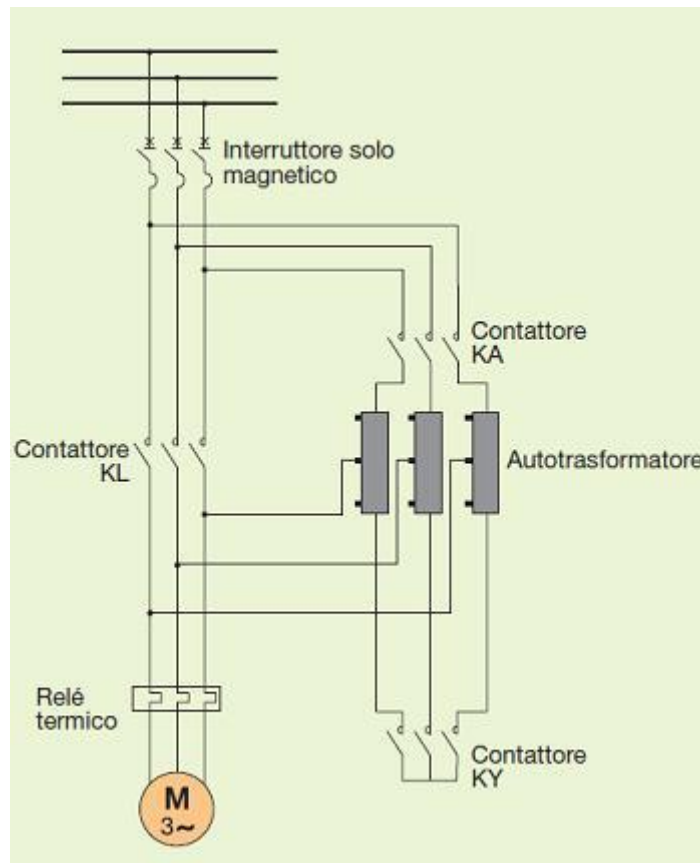 Interruttore solo
magnetico
Contattore
KA
Contattore
KL
Autotrasformatore
Relé
termico
Contattore
KY
M
3~